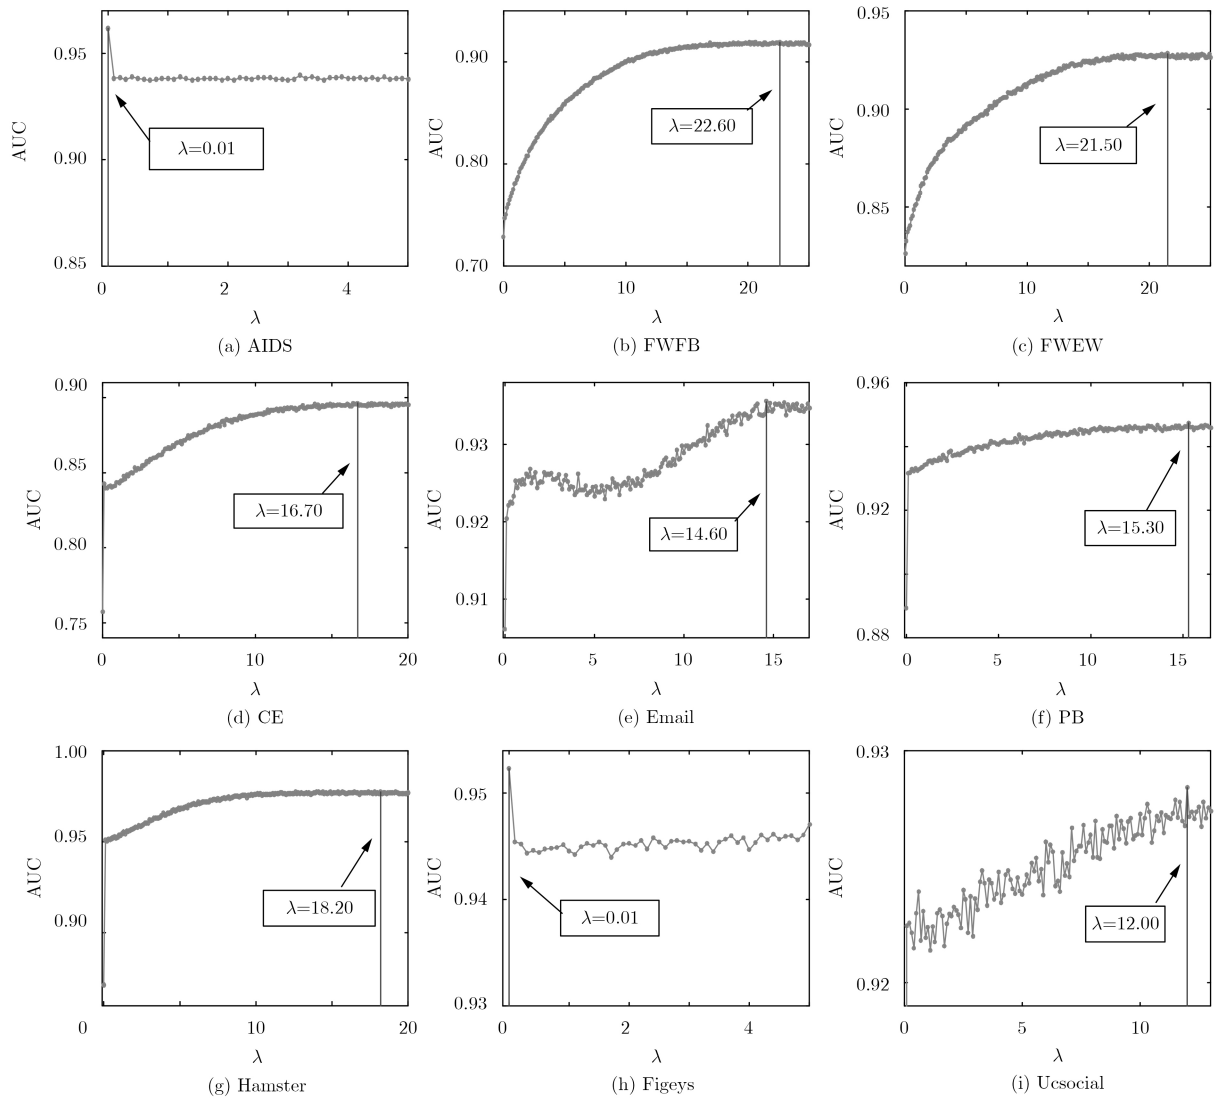 0.95
0.90
0.85
AUC
λ=0.01
0 2 4
λ
(a) AIDS
0.90
0.80
0.70
AUC
λ=22.60
0 10 20
λ
(b) FWFB
0.95
0.90
0.85
AUC
λ=21.50
0 10 20
λ
(c) FWEW
0.90
0.85
0.80
0.75
AUC
λ=16.70
0 10 20
λ
(d) CE
0.93
0.92
0.91
AUC
λ=14.60
0 5 10 15
λ
(e) Email
0.96
0.92
0.88
AUC
λ=15.30
0 5 10 15
λ
(f) PB
1.00
0.95
0.90
AUC
λ=18.20
0 10 20
λ
(g) Hamster
0.95
0.94
0.93
AUC
λ=0.01
0 2 4
λ
(h) Figeys
0.93
0.92
AUC
λ=12.00
0 5 10
λ
(i) Ucsocial